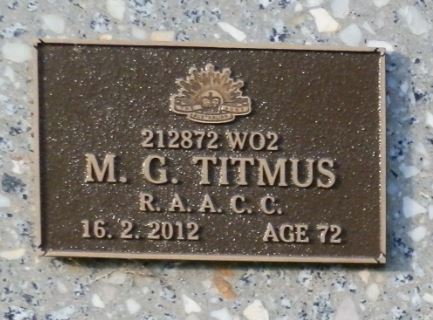 212872 WO2
M. G. TITMUS
R. A. A. C. C.
16. 2. 2012 AGE 72